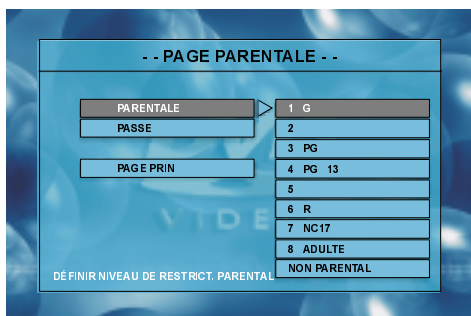 - - PAGE PARENTALE - -
PARENTALE
PASSE
PAGE PRIN
1 G
2
3 PG
4 PG 13
5
6 R
7 NC17
8 ADULTE
NON PARENTAL
VIDE
DÉFINIR NIVEAU DE RESTRICT. PARENTAL